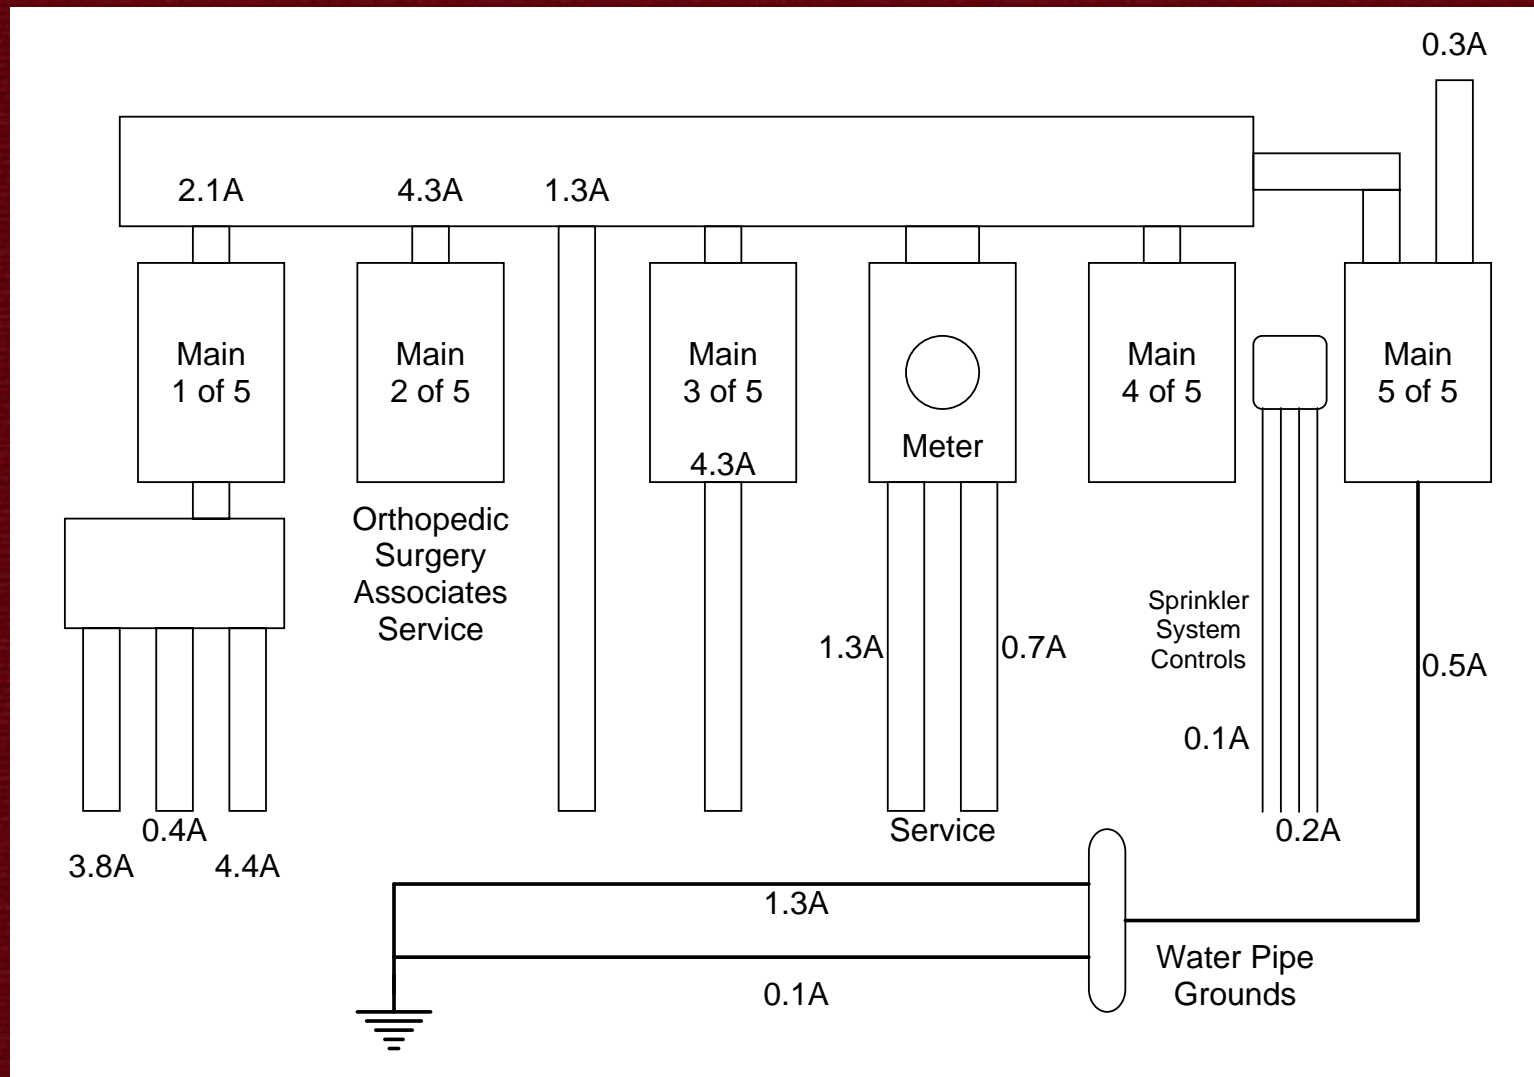 0.3A
2.1A
4.3A
1.3A
Main
1 of 5
Main
2 of 5
Main
3 of 5
4.3A
Meter
Main
4 of 5
Main
5 of 5
Orthopedic
Surgery
Associates
Service
1.3A
0.7A
Sprinkler
System
Controls
0.5A
0.1A
Service
0.2A
0.4A
3.8A
4.4A
1.3A
0.1A
Water Pipe
Grounds